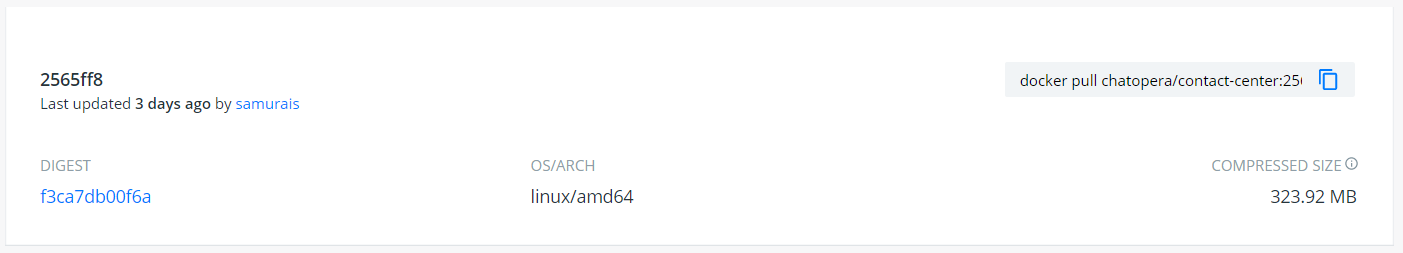 2565ff8
Last updated 3 days ago by samurais
docker pull chatopera/contact-center:256
DIGEST
f3ca7db00f6a
OS/ARCH
linux/amd64
COMPRESSED SIZE
323.92 MB